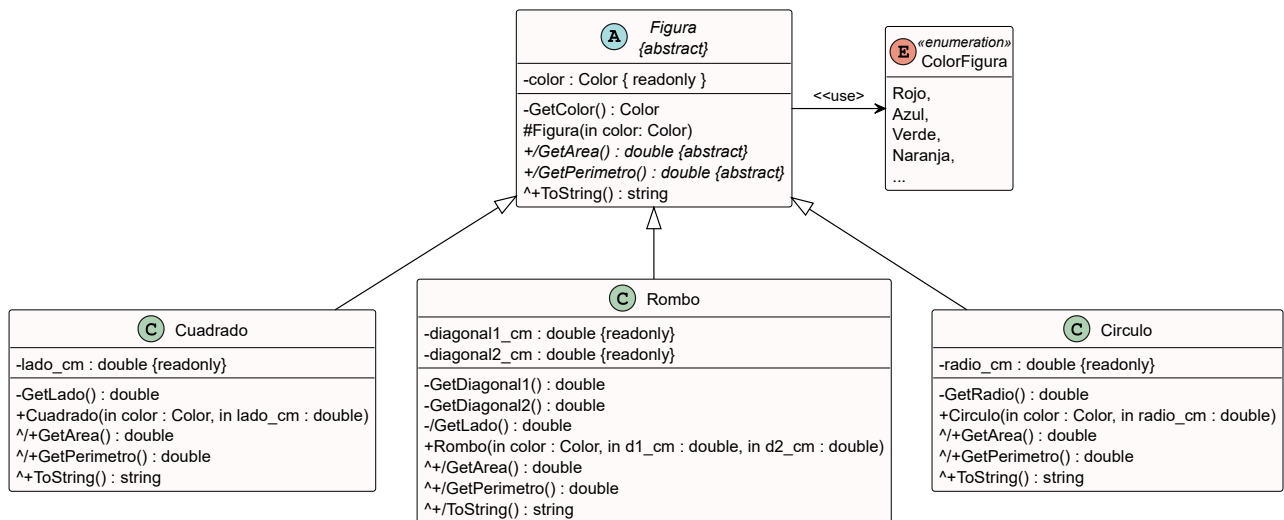 A
Figura
{abstract}
-color : Color { readonly }
-GetColor() : Color
#Figura(in color: Color)
+/GetArea() : double {abstract}
+/GetPerimetro() : double {abstract}
^+ToString() : string
<<use>
E
«enumeration»
ColorFigura
Rojo,
Azul,
Verde,
Naranja,
...
C Cuadrado
-lado_cm : double {readonly}
-GetLado() : double
+Cuadrado(in color : Color, in lado_cm : double)
^/+GetArea() : double
^/+GetPerimetro() : double
^+ToString() : string
C Rombo
-diagonal1_cm : double {readonly}
-diagonal2_cm : double {readonly}
-GetDiagonal1() : double
-GetDiagonal2() : double
-/GetLado() : double
+Rombo(in color : Color, in d1_cm : double, in d2_cm : double)
^+/GetArea() : double
^+/GetPerimetro() : double
^+/ToString() : string
C Circulo
-radio_cm : double {readonly}
-GetRadio() : double
+Circulo(in color : Color, in radio_cm : double)
^/+GetArea() : double
^/+GetPerimetro() : double
^+ToString() : string